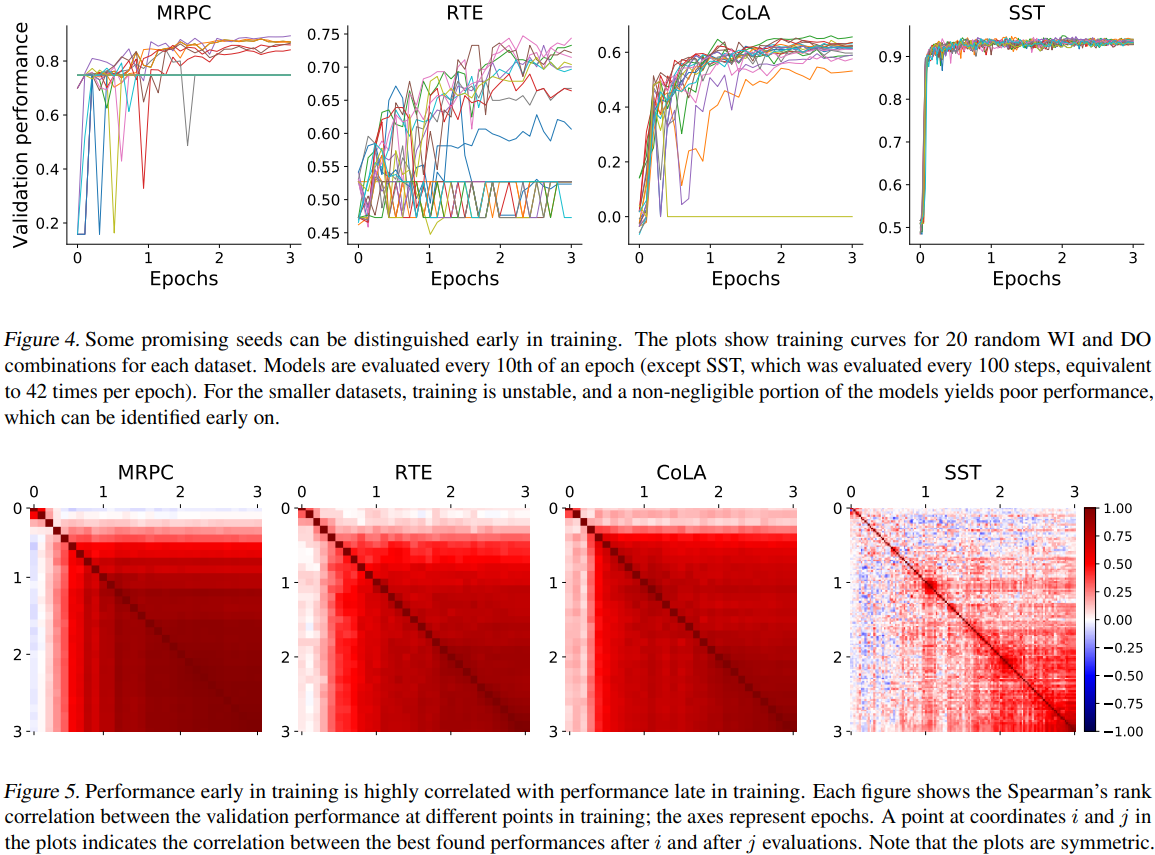 MRPC RTE CoLA SST
Validation performance
0.8
0.6
0.4
0.2
0 1 2 3
Epochs
0.75
0.70
0.65
0.60
0.55
0.50
0.45
0 1 2 3
Epochs
0.6
0.4
0.2
0.0
0 1 2 3
Epochs
0.9
0.8
0.7
0.6
0.5
0 1 2 3
Epochs
Figure 4. Some promising seeds can be distinguished early in training. The plots show training curves for 20 random WI and DO
combinations for each dataset. Models are evaluated every 10th of an epoch (except SST, which was evaluated every 100 steps, equivalent
to 42 times per epoch). For the smaller datasets, training is unstable, and a non-negligible portion of the models yields poor performance,
which can be identified early on.
MRPC RTE CoLA SST
0 1 2 3
0
1
2
3
0 1 2 3
0
1
2
3
0 1 2 3
0
1
2
3
0 1 2 3
0
1
2
3
1.00
0.75
0.50
0.25
0.00
−0.25
−0.50
−0.75
−1.00
Figure 5. Performance early in training is highly correlated with performance late in training. Each figure shows the Spearman's rank
correlation between the validation performance at different points in training; the axes represent epochs. A point at coordinates i and j in
the plots indicates the correlation between the best found performances after i and after j evaluations. Note that the plots are symmetric.